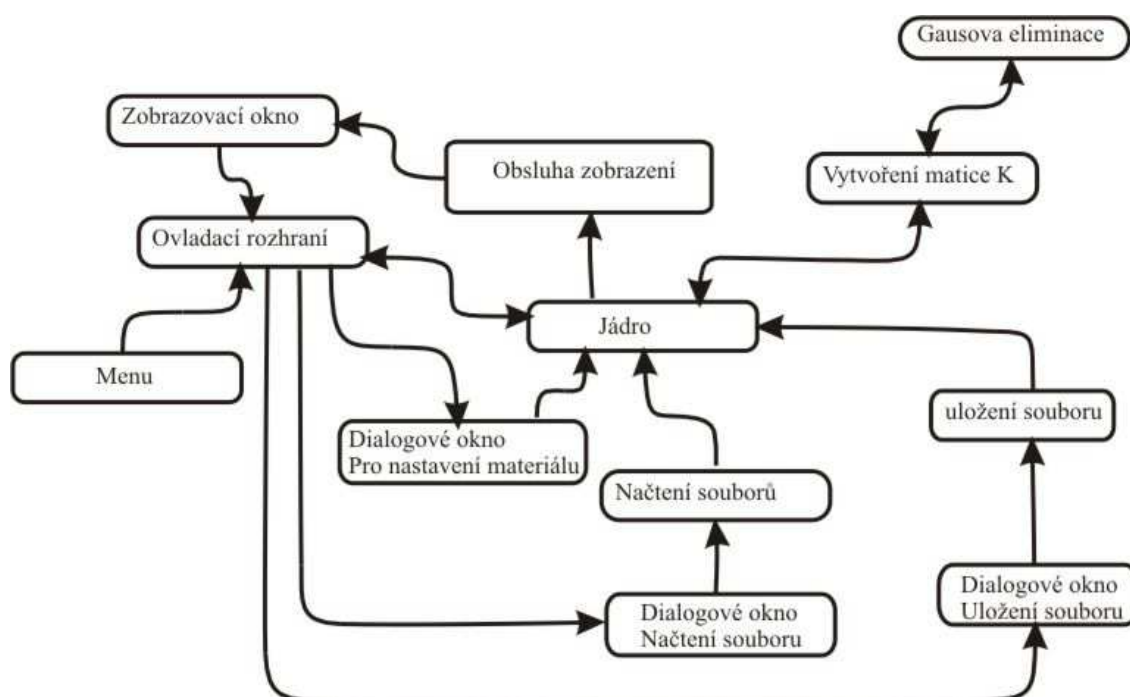 Gausova eliminace
Zobrazovací okno
Obsluha zobrazení
Vytvoření matice K
Ovladací rozhraní
Jádro
Menu
Dialogové okno
Pro nastavení materiálu
uložení souboru
Načtení souborů
Dialogové okno
Uložení souboru
Dialogové okno
Načtení souboru